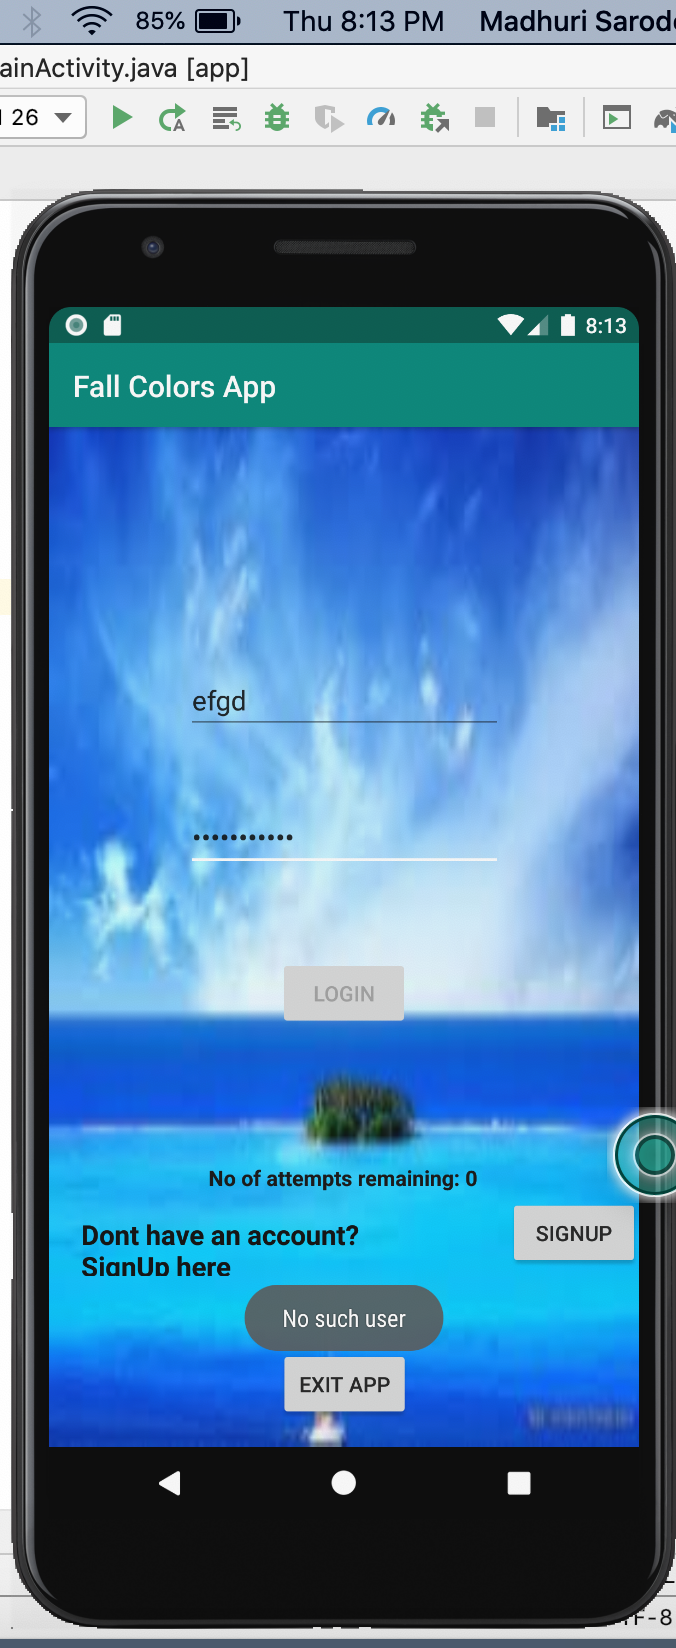 85% Thu 8:13 PM Madhuri Sarod
ainActivity.java [app]
26
8:13
Fall Colors App
efgd
LOGIN
No of attempts remaining: 0
Dont have an account?
SignUp here
SIGNUP
No such user
EXIT APP
TF-8